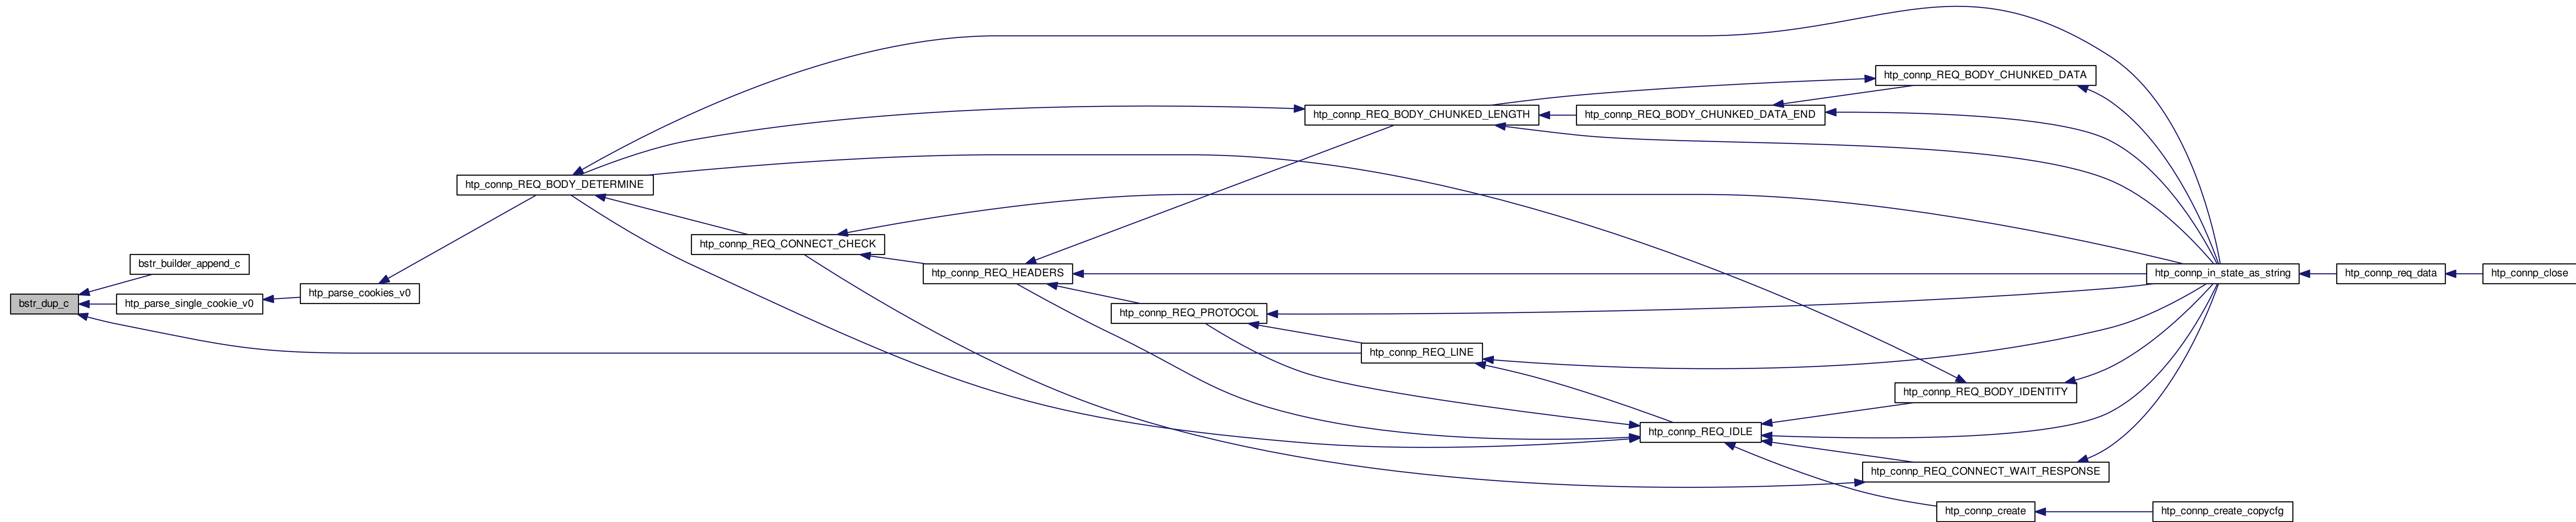 htp_connp_REQ_BODY_CHUNKED_DATA
htp_connp_REQ_BODY_CHUNKED_LENGTH
htp_connp_REQ_BODY_CHUNKED_DATA_END
htp_connp_REQ_BODY_DETERMINE
htp_connp_REQ_CONNECT_CHECK
bstr_builder_append_c
htp_connp_REQ_HEADERS
htp_connp_in_state_as_string
htp_connp_req_data
htp_connp_close
bstr_dup_c
htp_parse_single_cookie_v0
htp_parse_cookies_v0
htp_connp_REQ_PROTOCOL
htp_connp_REQ_LINE
htp_connp_REQ_BODY_IDENTITY
htp_connp_REQ_IDLE
htp_connp_REQ_CONNECT_WAIT_RESPONSE
htp_connp_create
htp_connp_create_copycfg